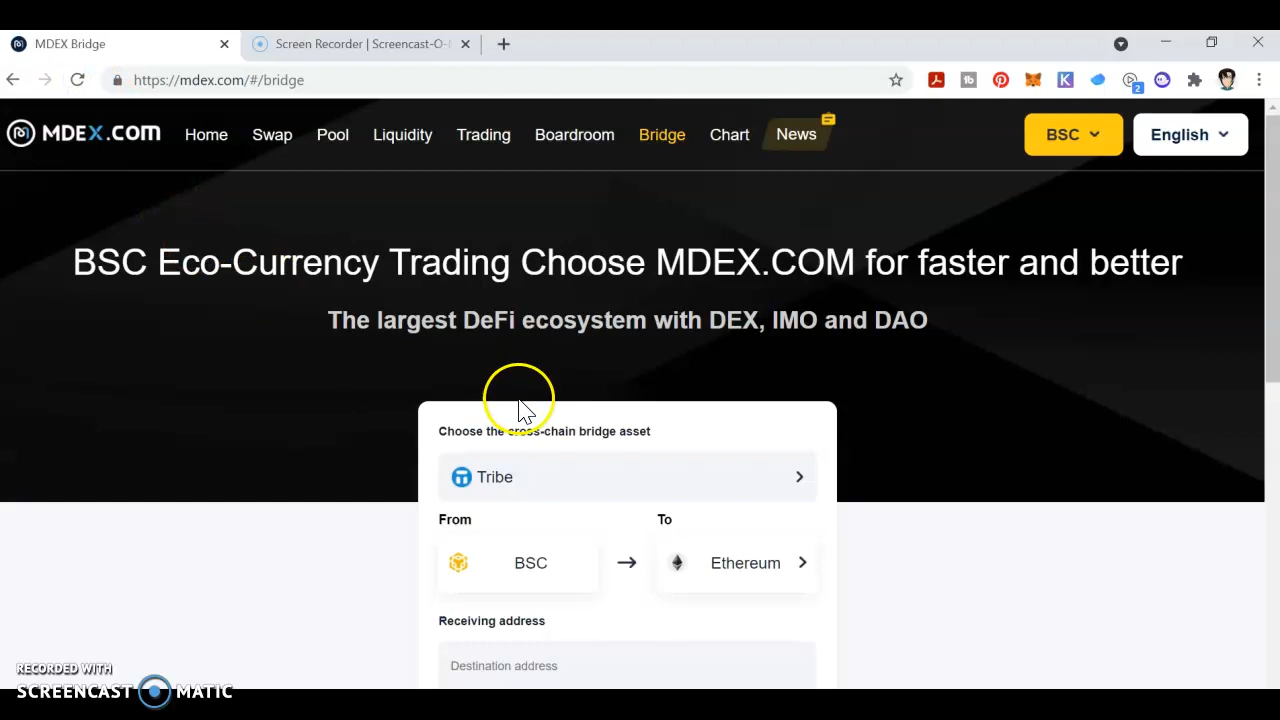 MDEX Bridge
Screen Recorder | Screencast-O-
https://mdex.com/#/bridge
2
MDEX.COM
Home
Swap
Pool
Liquidity
Trading
Boardroom
Bridge
Chart
News
BSC
English
BSC Eco-Currency Trading Choose MDEX.COM for faster and better
The largest DeFi ecosystem with DEX, IMO and DAO
Choose the cross-chain bridge asset
Tribe
From
To
BSC
Ethereum
Receiving address
Destination address
RECORDED WITH
SCREENCAST MATIC